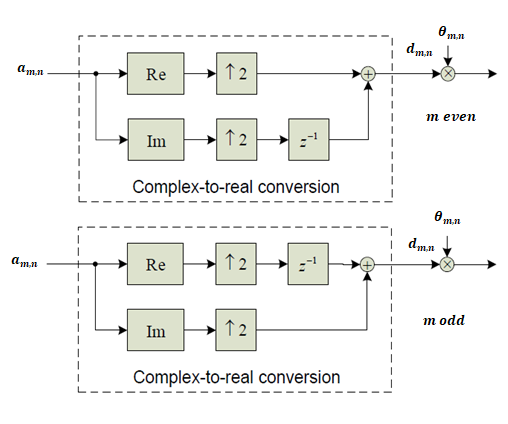 θm,n
dm,n
am,n
Re
↑2
+
×
m even
Im
↑2
z⁻¹
Complex-to-real conversion
θm,n
dm,n
am,n
Re
↑2
z⁻¹
+
×
m odd
Im
↑2
Complex-to-real conversion